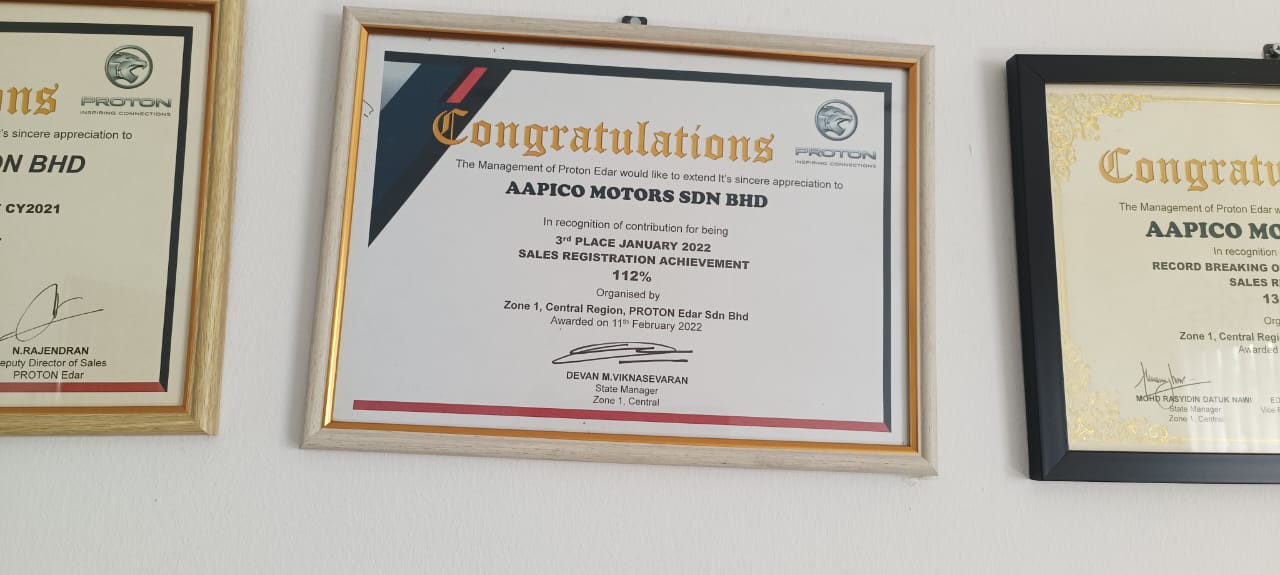 ns
PROTON
INSPIRING CONNECTIONS
's sincere appreciation to
N BHD
CY2021
N.RAJENDRAN
eputy Director of Sales
PROTON Edar
Congratulations
PROTON
INSPIRING CONNECTIONS
The Management of Proton Edar would like to extend It's sincere appreciation to
AAPICO MOTORS SDN BHD
In recognition of contribution for being
3rd PLACE JANUARY 2022
SALES REGISTRATION ACHIEVEMENT
112%
Organised by
Zone 1, Central Region, PROTON Edar Sdn Bhd
Awarded on 11th February 2022
DEVAN M.VIKNASEVARAN
State Manager
Zone 1, Central
Congratu
The Management of Proton Edar w
AAPICO MO
In recognition
RECORD BREAKING O
SALES R
13
Org
Zone 1, Central Regi
Awarded
MOHD RASYIDIN DATUK NAWI ED
State Manager Vice
Zone 1, Central